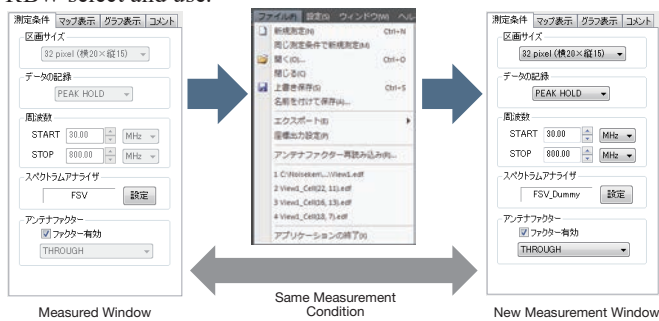 RBW select and use.
測定条件 マップ表示 グラフ表示 コメント
区画サイズ
32 pixel (横20×縦15)
データの記録
PEAK HOLD
周波数
START 30.00 MHz
STOP 800.00 MHz
スペクトラムアナライザ
FSV 設定
アンテナファクター
ファクター有効
THROUGH
Measured Window
ファイル(F) 設定(S) ウィンドウ(W) ヘル
新規測定(N) Ctrl+N
同じ測定条件で新規測定(M)
開く(O)... Ctrl+O
閉じる(C)
上書き保存(S) Ctrl+S
名前を付けて保存(A)...
エクスポート(E)
座標出力設定(P)
アンテナファクター再読み込み(R)...
1 C:\Noiseken\...\View1.edf
2 View1_Cell(22, 11).edf
3 View1_Cell(16, 13).edf
4 View1_Cell(18, 7).edf
アプリケーションの終了(X)
Same Measurement
Condition
測定条件 マップ表示 グラフ表示 コメント
区画サイズ
32 pixel (横20×縦15)
データの記録
PEAK HOLD
周波数
START 30.00 MHz
STOP 800.00 MHz
スペクトラムアナライザ
FSV_Dummy 設定
アンテナファクター
ファクター有効
THROUGH
New Measurement Window